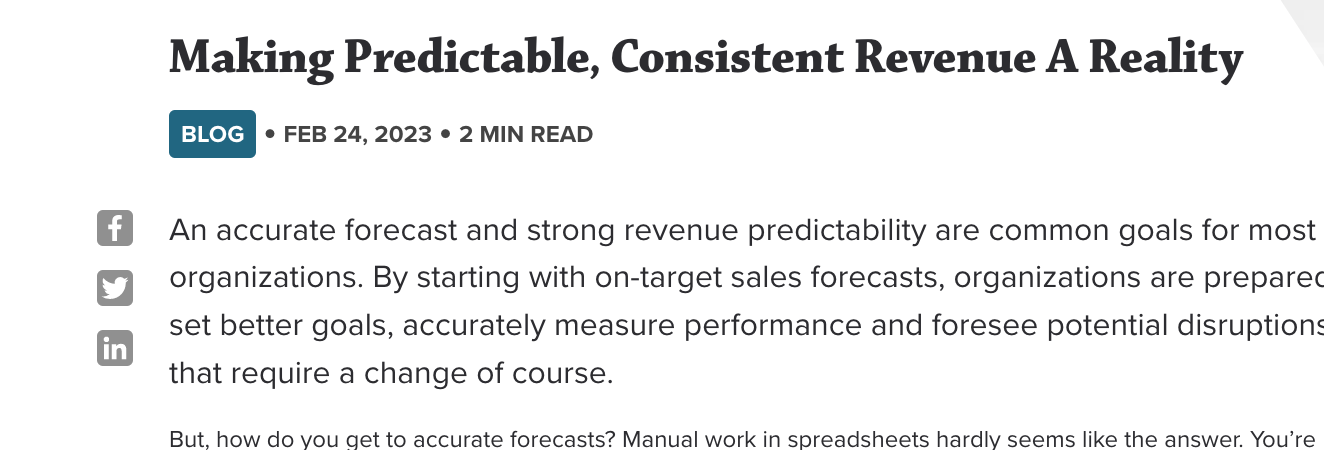 Making Predictable, Consistent Revenue A Reality
BLOG • FEB 24, 2023 • 2 MIN READ
An accurate forecast and strong revenue predictability are common goals for most
organizations. By starting with on-target sales forecasts, organizations are prepared
set better goals, accurately measure performance and foresee potential disruptions
that require a change of course.
But, how do you get to accurate forecasts? Manual work in spreadsheets hardly seems like the answer. You’re